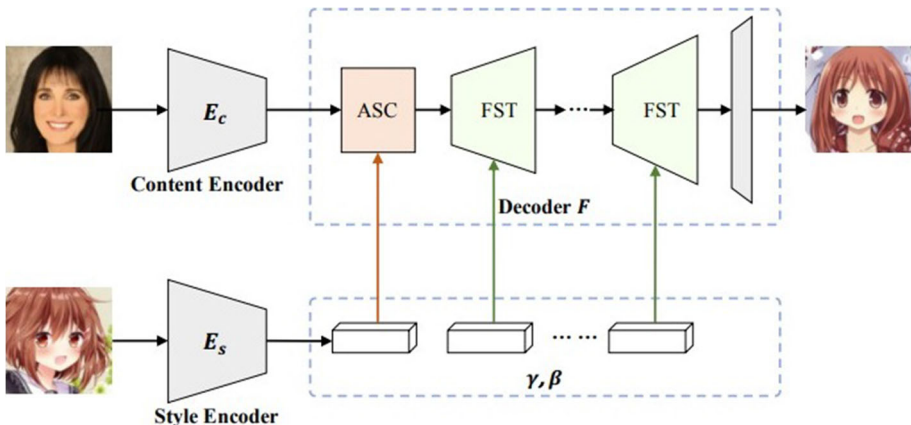 E_c
Content Encoder
ASC
FST
...
FST
Decoder F
E_s
Style Encoder
... ...
γ, β